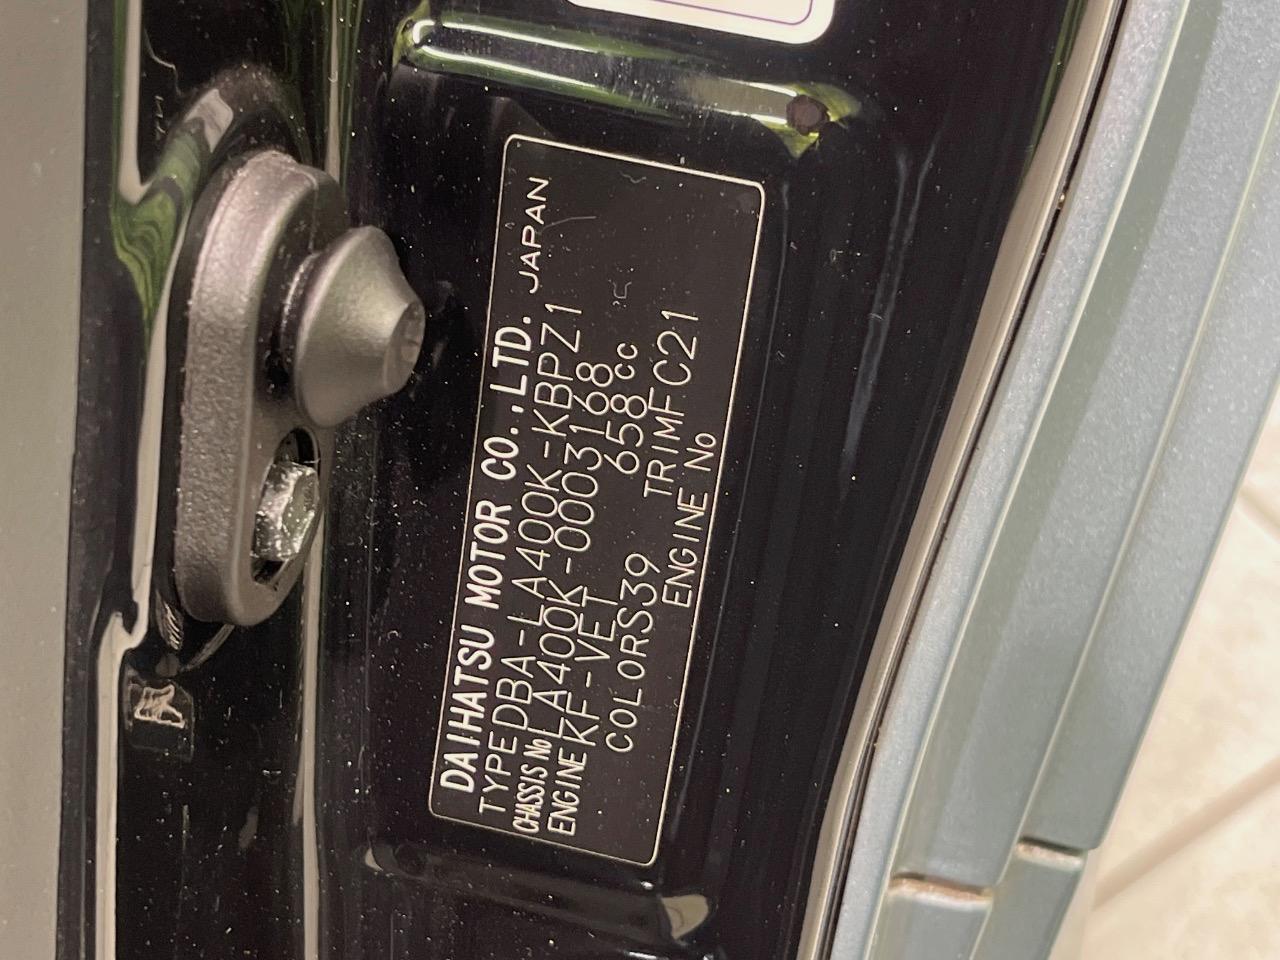 DAIHATSU MOTOR CO.,LTD. JAPAN
TYPE DBA-LA400K-KBPZ1
CHASSIS No LA400K-0003168
ENGINE KF-VET 658cc
COLOR S39 TRIM FC21
ENGINE No